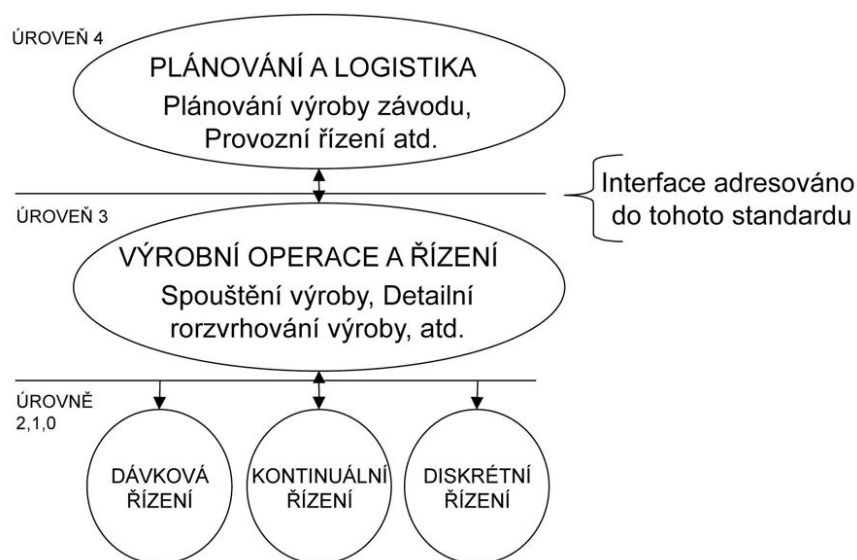 ÚROVEŇ 4
PLÁNOVÁNÍ A LOGISTIKA
Plánování výroby závodu,
Provozní řízení atd.
Interface adresováno
do tohoto standardu
ÚROVEŇ 3
VÝROBNÍ OPERACE A ŘÍZENÍ
Spouštění výroby, Detailní
rorzvrhování výroby, atd.
ÚROVNĚ
2,1,0
DÁVKOVÁ
ŘÍZENÍ
KONTINUÁLNÍ
ŘÍZENÍ
DISKRÉTNÍ
ŘÍZENÍ